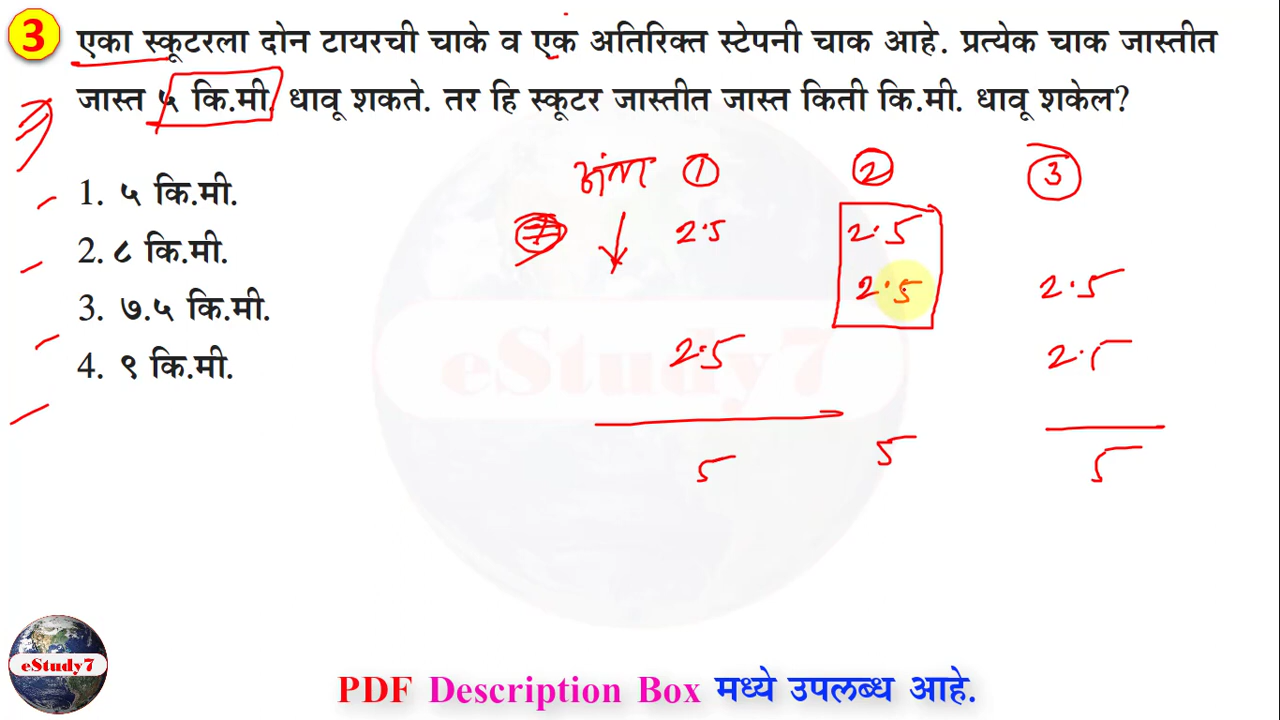 3 एका स्कूटरला दोन टायरची चाके व एक अतिरिक्त स्टेपनी चाक आहे. प्रत्येक चाक जास्तीत
जास्त ५ कि.मी. धावू शकते. तर हि स्कूटर जास्तीत जास्त किती कि.मी. धावू शकेल?
1. ५ कि.मी.
2. ८ कि.मी.
3. ७.५ कि.मी.
4. ९ कि.मी.
1 2 3
2.5 2.5
2.5 2.5
2.5 2.5
5 5 5
eStudy7
eStudy7
PDF Description Box मध्ये उपलब्ध आहे.